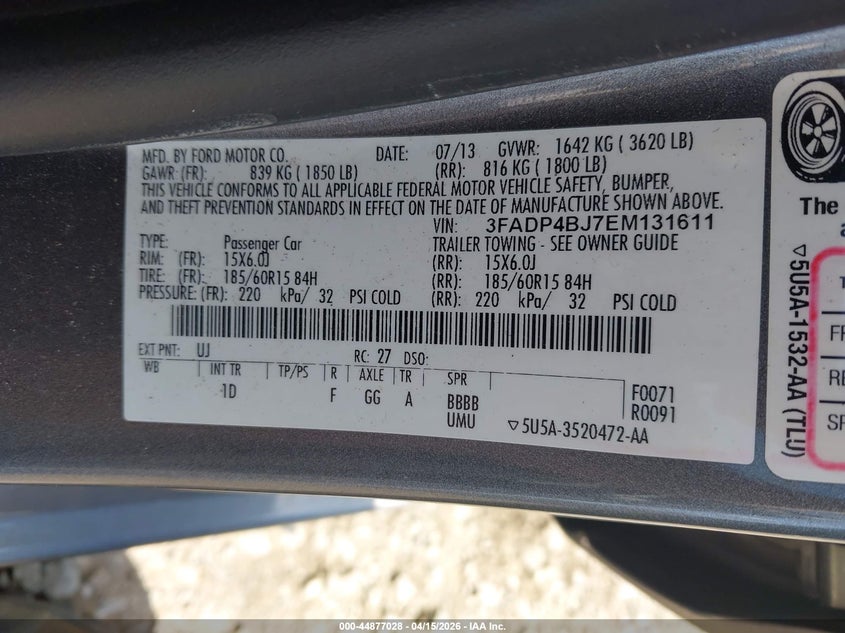 MFD. BY FORD MOTOR CO. DATE: 07/13 GVWR: 1642 KG ( 3620 LB)
GAWR (FR): 839 KG ( 1850 LB) (RR): 816 KG ( 1800 LB)
THIS VEHICLE CONFORMS TO ALL APPLICABLE FEDERAL MOTOR VEHICLE SAFETY, BUMPER,
AND THEFT PREVENTION STANDARDS IN EFFECT ON THE DATE OF MANUFACTURE SHOWN ABOVE.
VIN: 3FADP4BJ7EM131611
TYPE: Passenger Car TRAILER TOWING - SEE OWNER GUIDE
RIM: (FR): 15X6.0J (RR): 15X6.0J
TIRE: (FR): 185/60R15 84H (RR): 185/60R15 84H
PRESSURE: (FR): 220 kPa/ 32 PSI COLD (RR): 220 kPa/ 32 PSI COLD
EXT PNT: UJ RC: 27 DSO:
WB INT TR TP/PS R AXLE TR SPR
1D F GG A BBBB F0071
UMU R0091
▽5U5A-3520472-AA
The
▽5U5A-1532-AA (TLIJ)
000-44877028 - 04/15/2026 - IAA Inc.